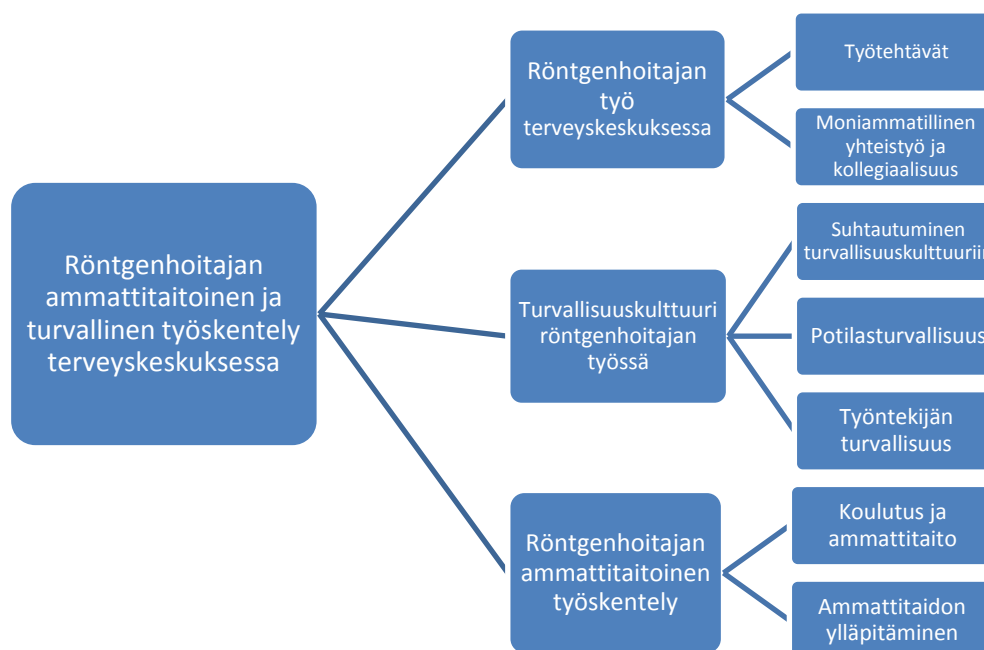 Röntgenhoitajan
ammattitaitoinen ja
turvallinen työskentely
terveyskeskuksessa
Röntgenhoitajan
työ
terveyskeskuksessa
Työtehtävät
Moniammatillinen
yhteistyö ja
kollegiaalisuus
Turvallisuuskulttuuri
röntgenhoitajan
työssä
Suhtautuminen
turvallisuuskulttuuriin
Potilasturvallisuus
Työntekijän
turvallisuus
Röntgenhoitajan
ammattitaitoinen
työskentely
Koulutus ja
ammattitaito
Ammattitaidon
ylläpitäminen